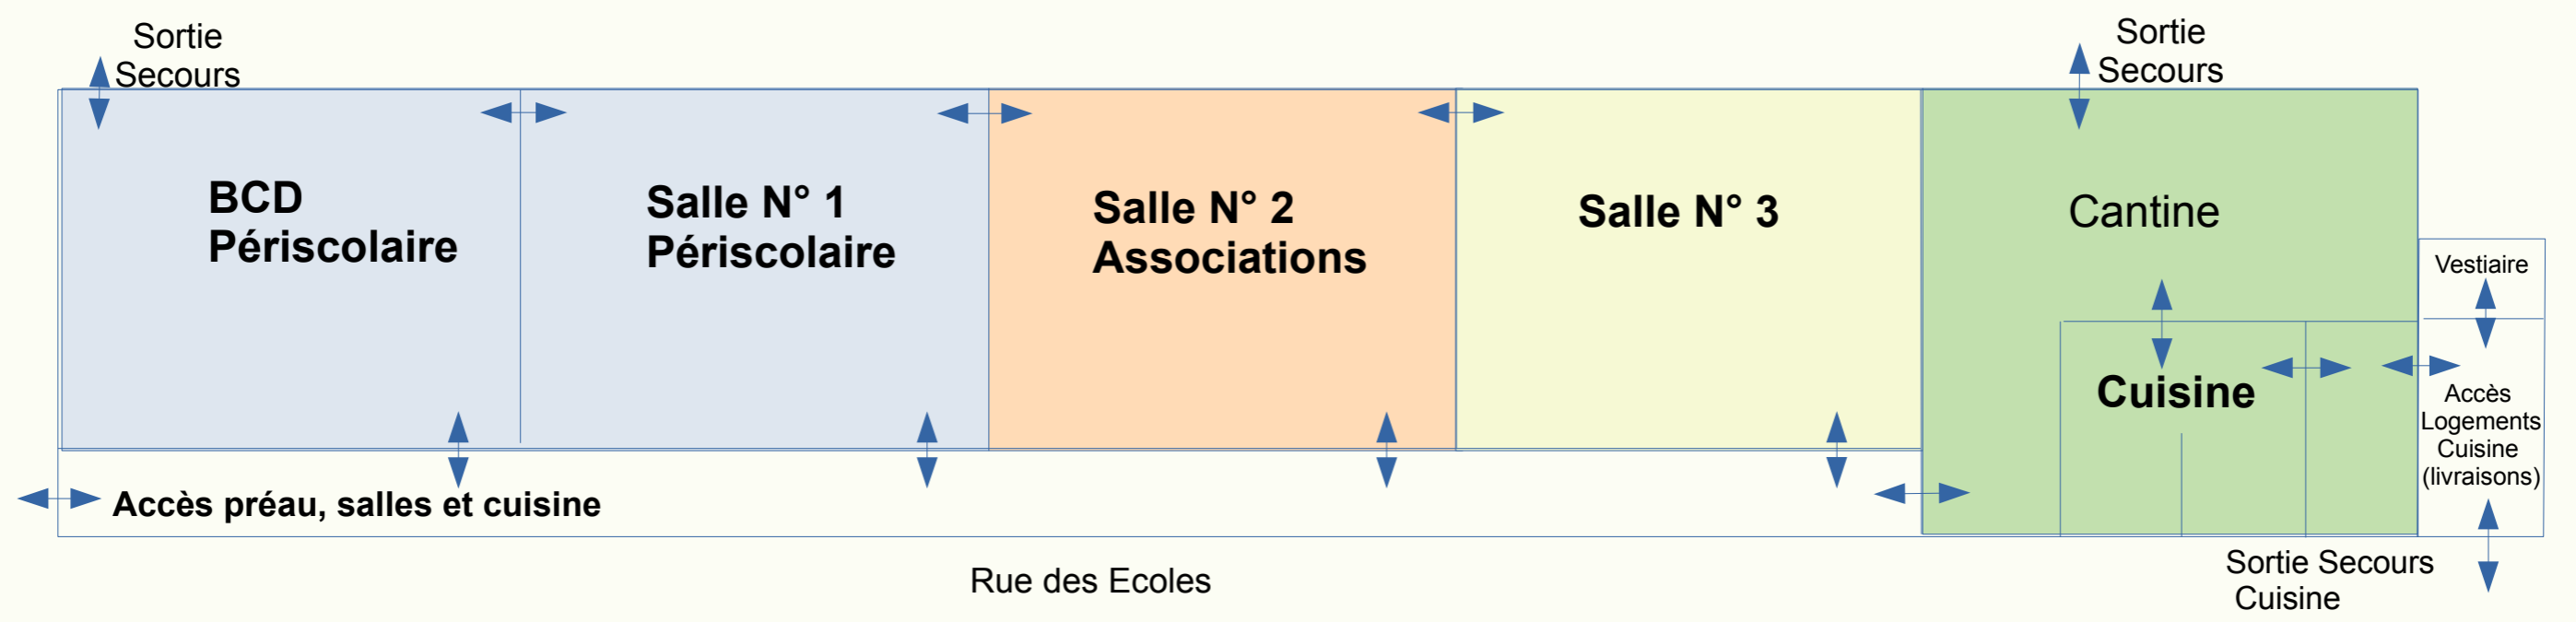 Sortie
Secours
Sortie
Secours
BCD
Périscolaire
Salle N° 1
Périscolaire
Salle N° 2
Associations
Salle N° 3
Cantine
Vestiaire
Cuisine
Accès
Logements
Cuisine
(livraisons)
Accès préau, salles et cuisine
Rue des Ecoles
Sortie Secours
Cuisine